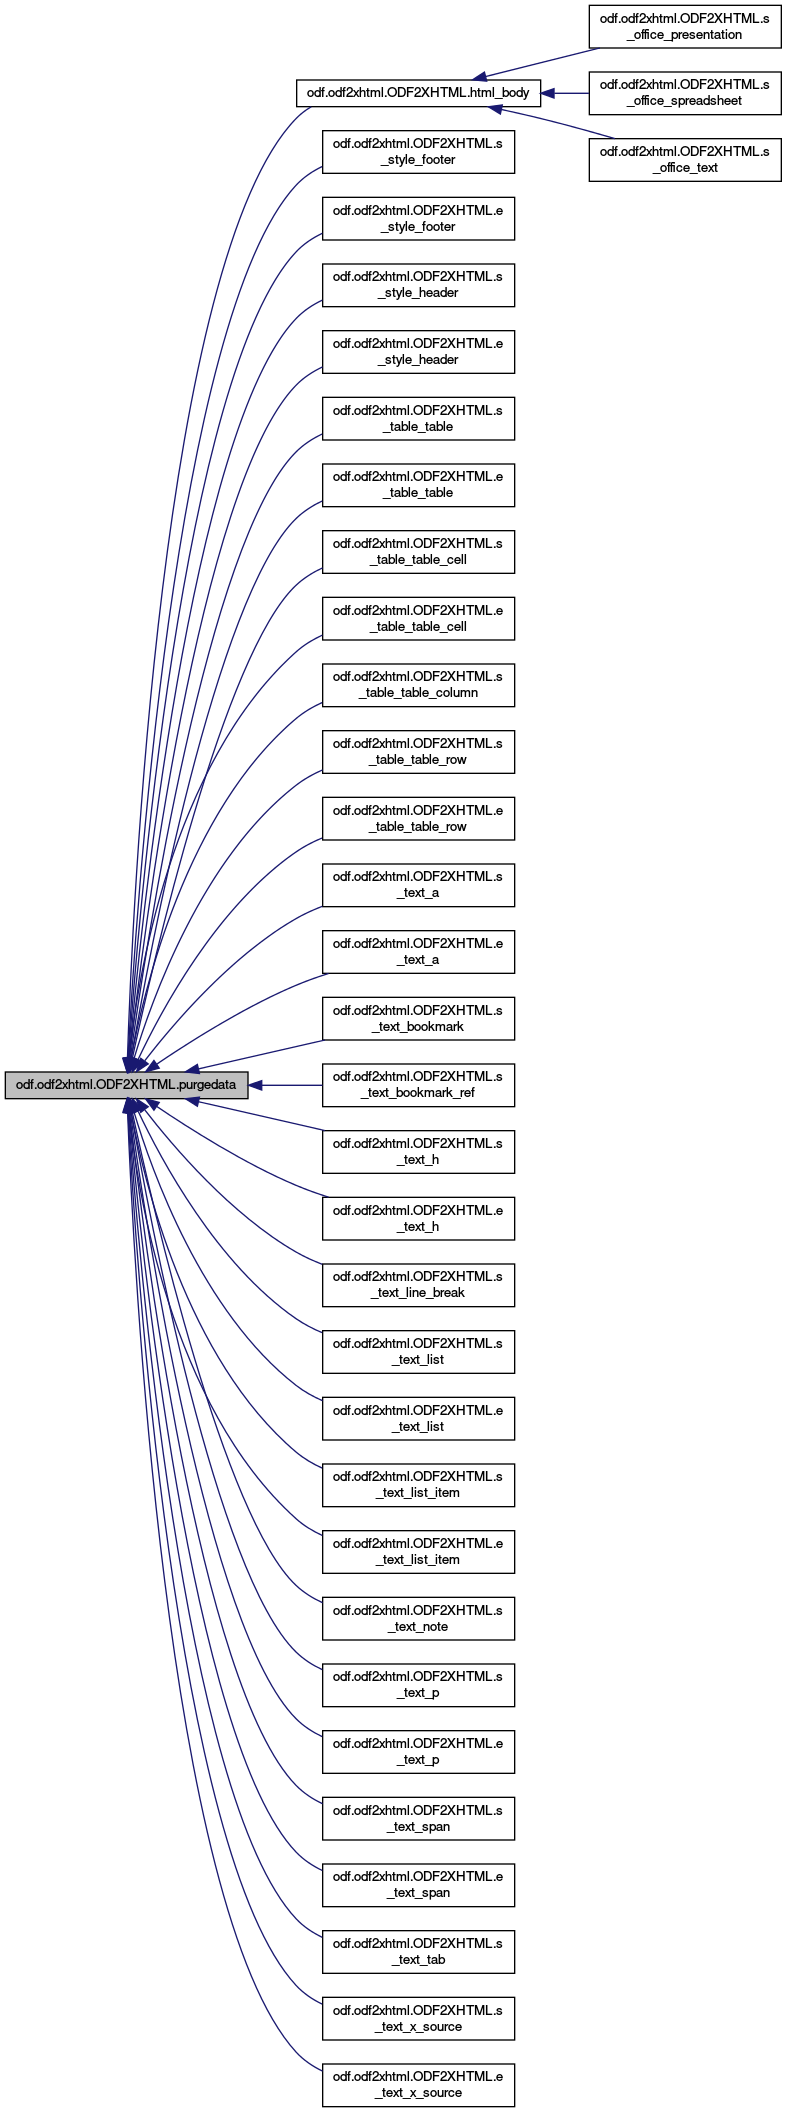 odf.odf2xhtml.ODF2XHTML.s
_office_presentation
odf.odf2xhtml.ODF2XHTML.html_body
odf.odf2xhtml.ODF2XHTML.s
_office_spreadsheet
odf.odf2xhtml.ODF2XHTML.s
_office_text
odf.odf2xhtml.ODF2XHTML.s
_style_footer
odf.odf2xhtml.ODF2XHTML.e
_style_footer
odf.odf2xhtml.ODF2XHTML.s
_style_header
odf.odf2xhtml.ODF2XHTML.e
_style_header
odf.odf2xhtml.ODF2XHTML.s
_table_table
odf.odf2xhtml.ODF2XHTML.e
_table_table
odf.odf2xhtml.ODF2XHTML.s
_table_table_cell
odf.odf2xhtml.ODF2XHTML.e
_table_table_cell
odf.odf2xhtml.ODF2XHTML.s
_table_table_column
odf.odf2xhtml.ODF2XHTML.s
_table_table_row
odf.odf2xhtml.ODF2XHTML.e
_table_table_row
odf.odf2xhtml.ODF2XHTML.s
_text_a
odf.odf2xhtml.ODF2XHTML.e
_text_a
odf.odf2xhtml.ODF2XHTML.s
_text_bookmark
odf.odf2xhtml.ODF2XHTML.purgedata
odf.odf2xhtml.ODF2XHTML.s
_text_bookmark_ref
odf.odf2xhtml.ODF2XHTML.s
_text_h
odf.odf2xhtml.ODF2XHTML.e
_text_h
odf.odf2xhtml.ODF2XHTML.s
_text_line_break
odf.odf2xhtml.ODF2XHTML.s
_text_list
odf.odf2xhtml.ODF2XHTML.e
_text_list
odf.odf2xhtml.ODF2XHTML.s
_text_list_item
odf.odf2xhtml.ODF2XHTML.e
_text_list_item
odf.odf2xhtml.ODF2XHTML.s
_text_note
odf.odf2xhtml.ODF2XHTML.s
_text_p
odf.odf2xhtml.ODF2XHTML.e
_text_p
odf.odf2xhtml.ODF2XHTML.s
_text_span
odf.odf2xhtml.ODF2XHTML.e
_text_span
odf.odf2xhtml.ODF2XHTML.s
_text_tab
odf.odf2xhtml.ODF2XHTML.s
_text_x_source
odf.odf2xhtml.ODF2XHTML.e
_text_x_source